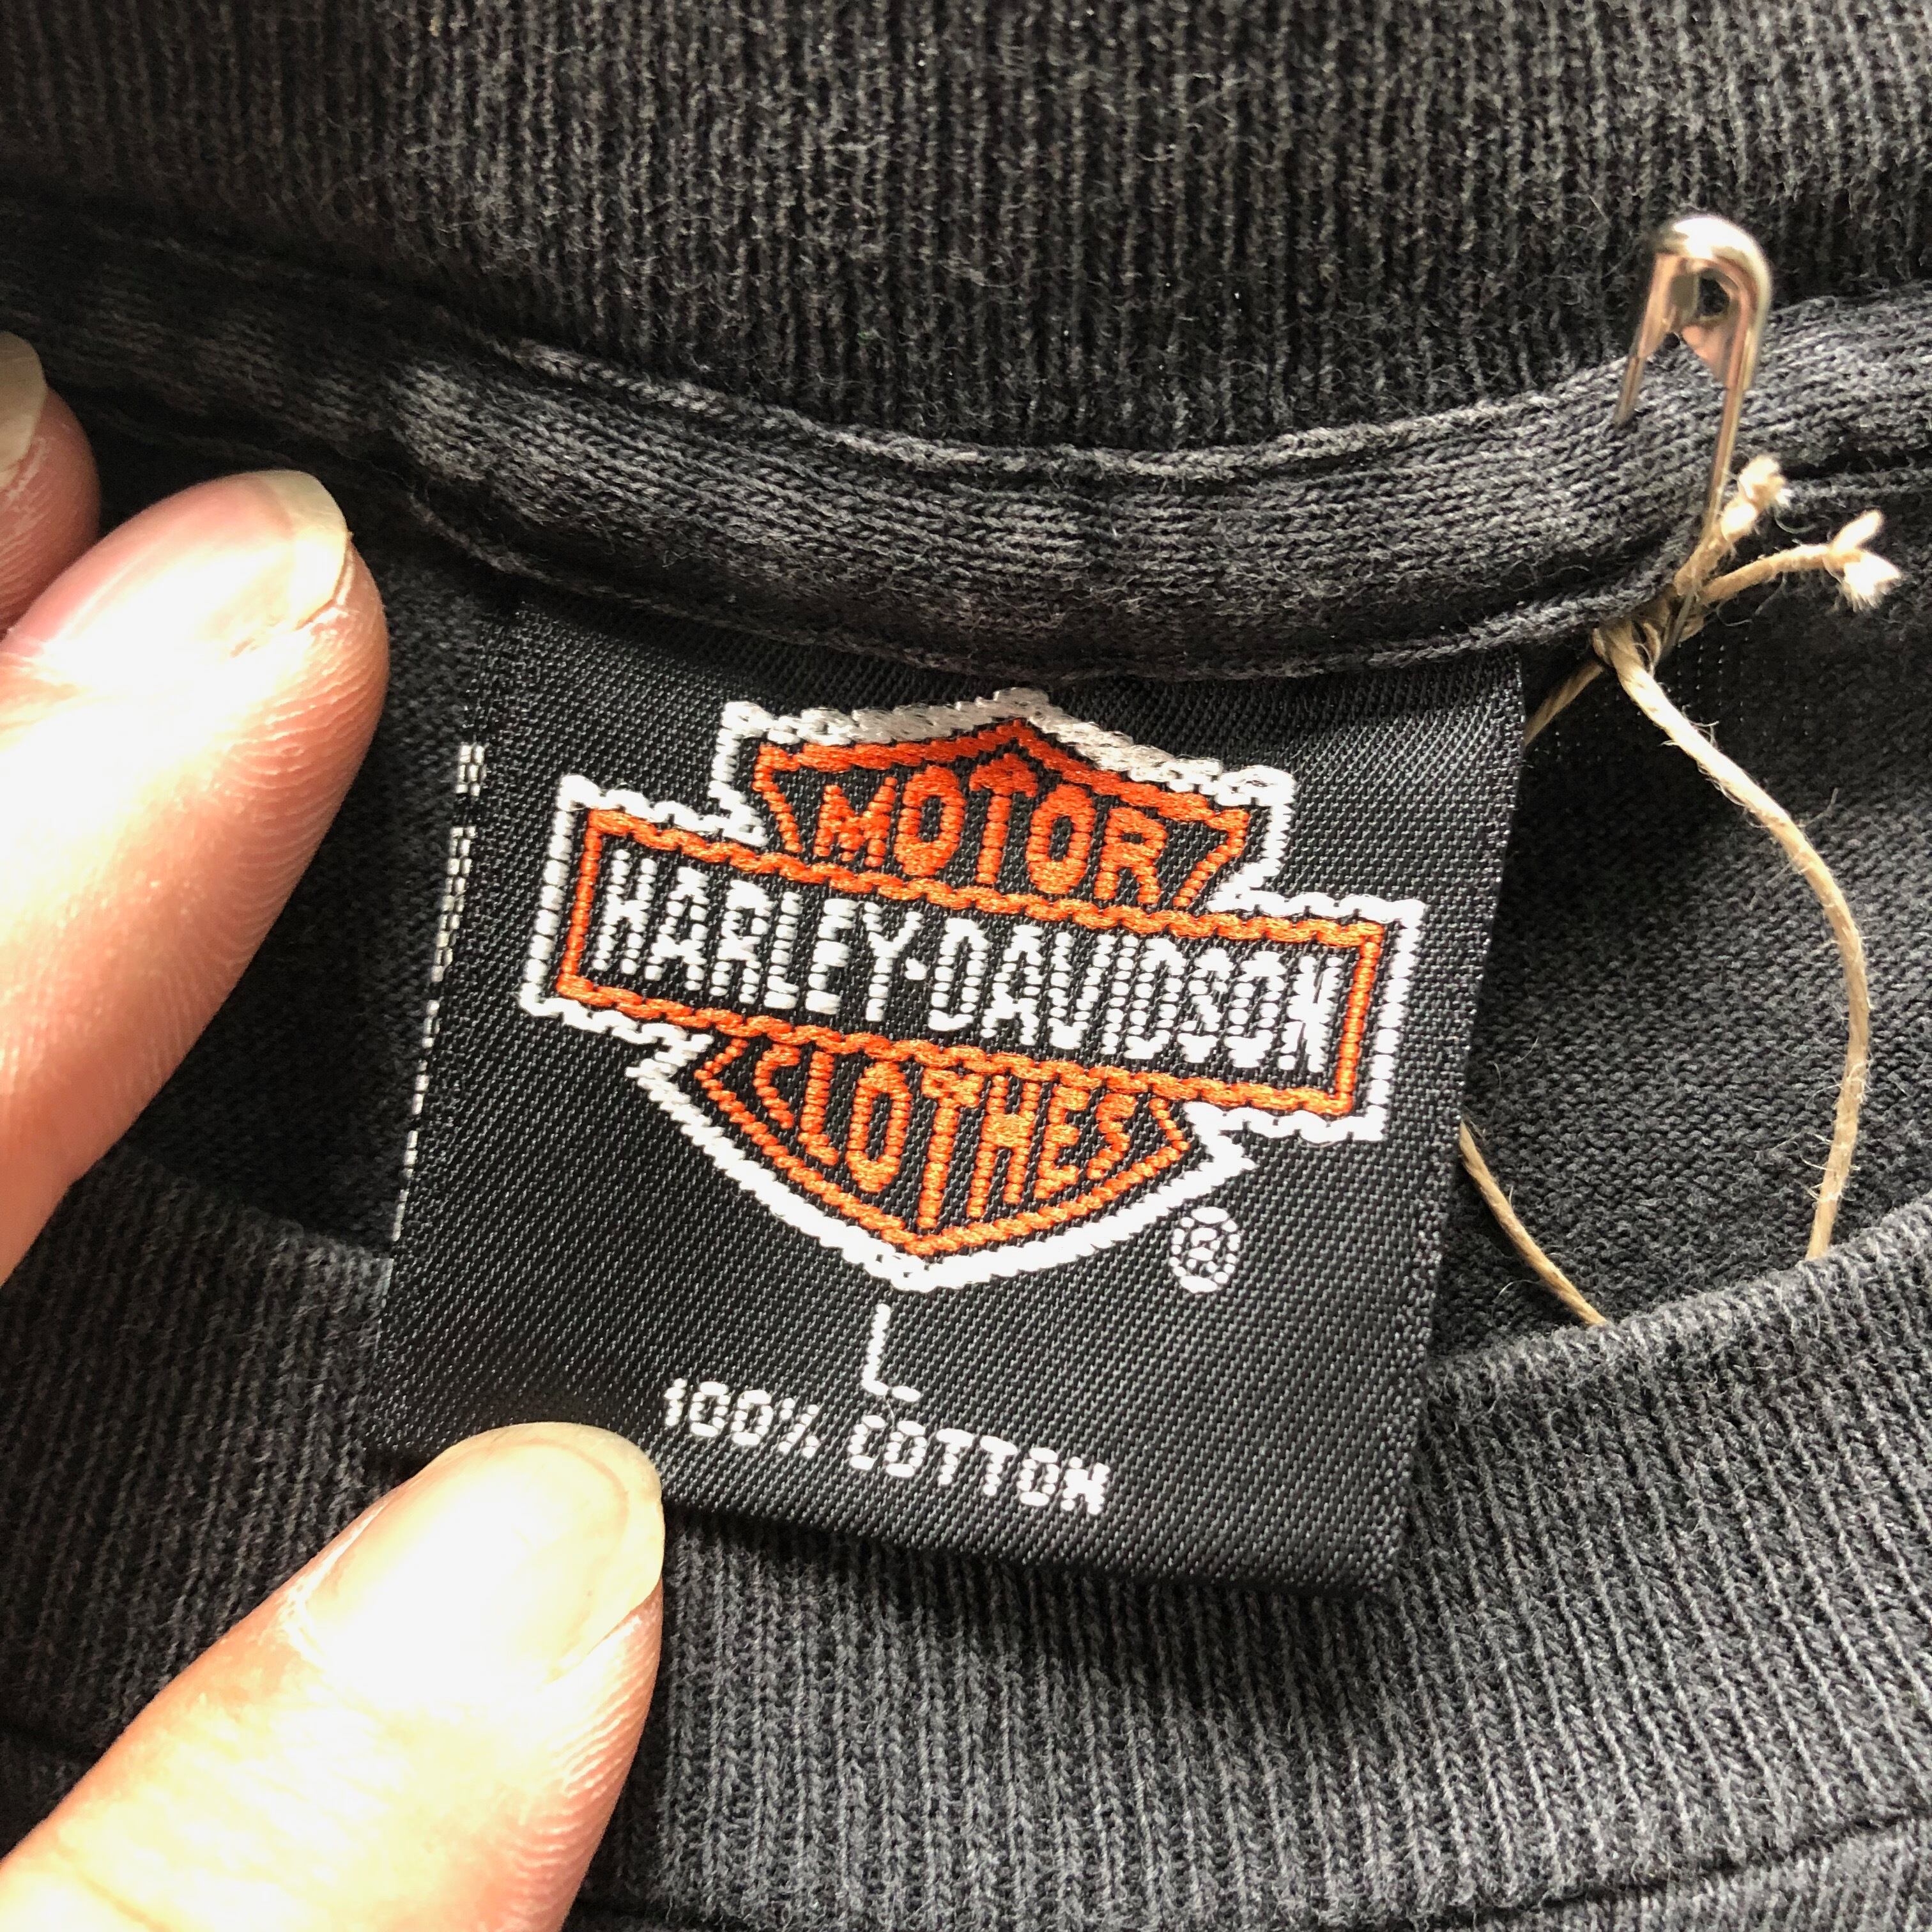 MOTOR
HARLEY-DAVIDSON
CLOTHES
®
L
100% COTTON